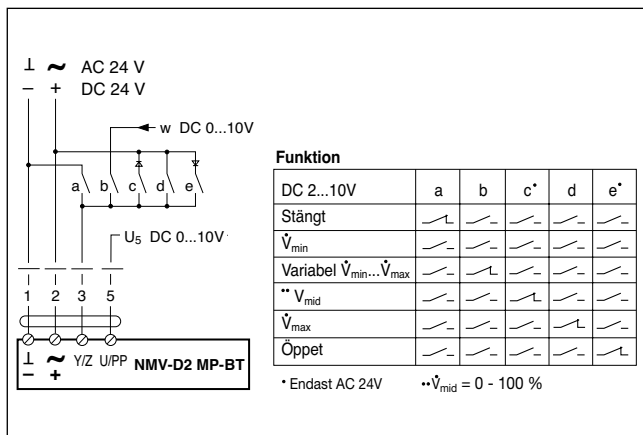 ⊥ ~ AC 24 V
– + DC 24 V
w DC 0...10V
a b c d e
U5 DC 0...10V
1 2 3 5
⊥ ~ Y/Z U/PP NMV-D2 MP-BT
– +
Funktion
DC 2...10V a b c• d e•
Stängt
V̇min
Variabel V̇min...V̇max
•• Vmid
V̇max
Öppet
• Endast AC 24V ••V̇mid = 0 - 100 %